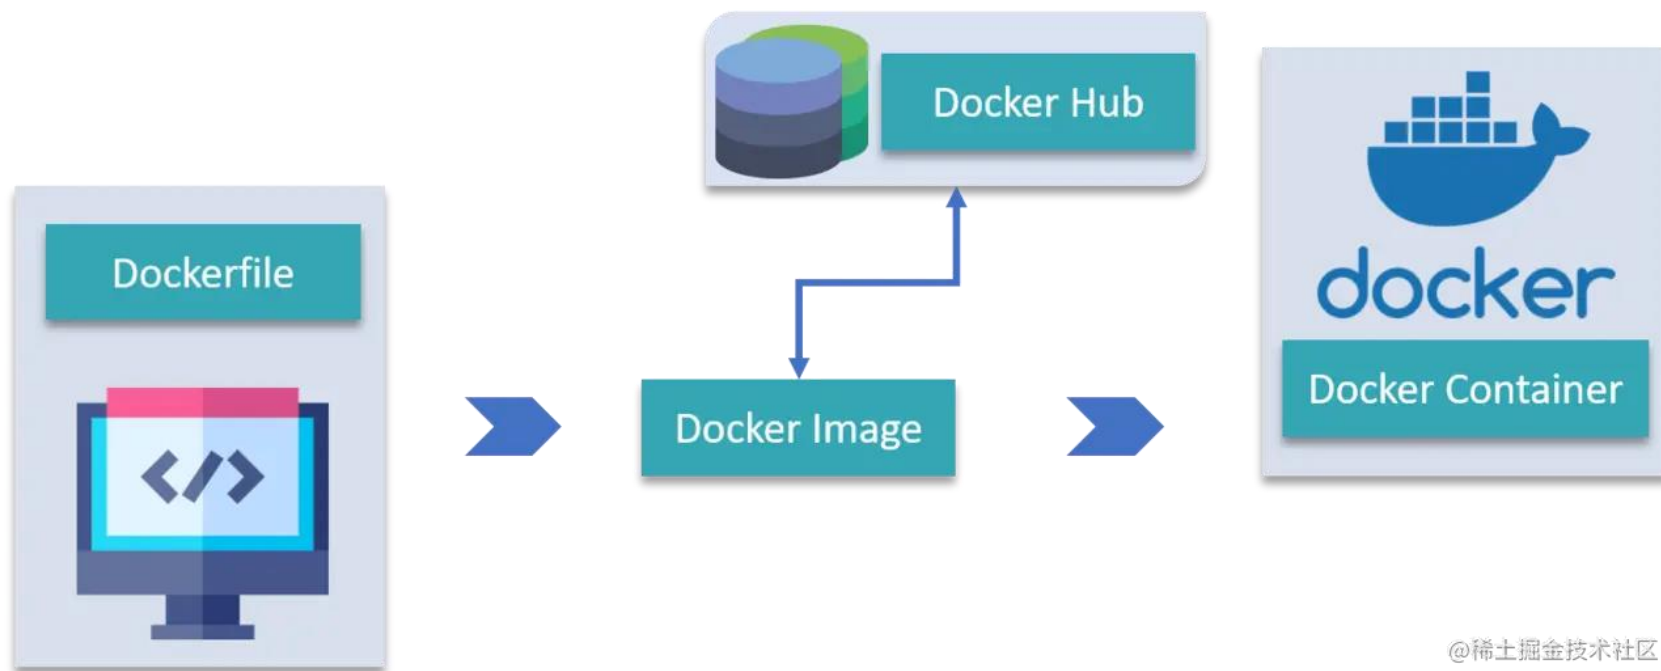 Docker Hub
Dockerfile
docker
Docker Container
Docker Image
</>
@稀土掘金技术社区